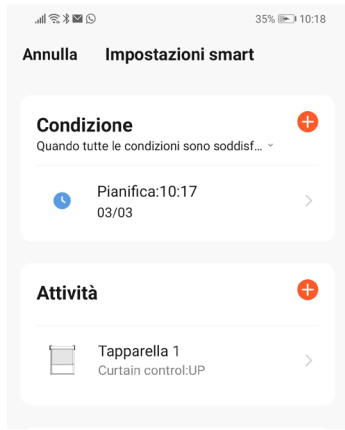 35% 10:18
Annulla Impostazioni smart
Condizione
Quando tutte le condizioni sono soddisf...
Pianifica:10:17
03/03
Attività
Tapparella 1
Curtain control:UP